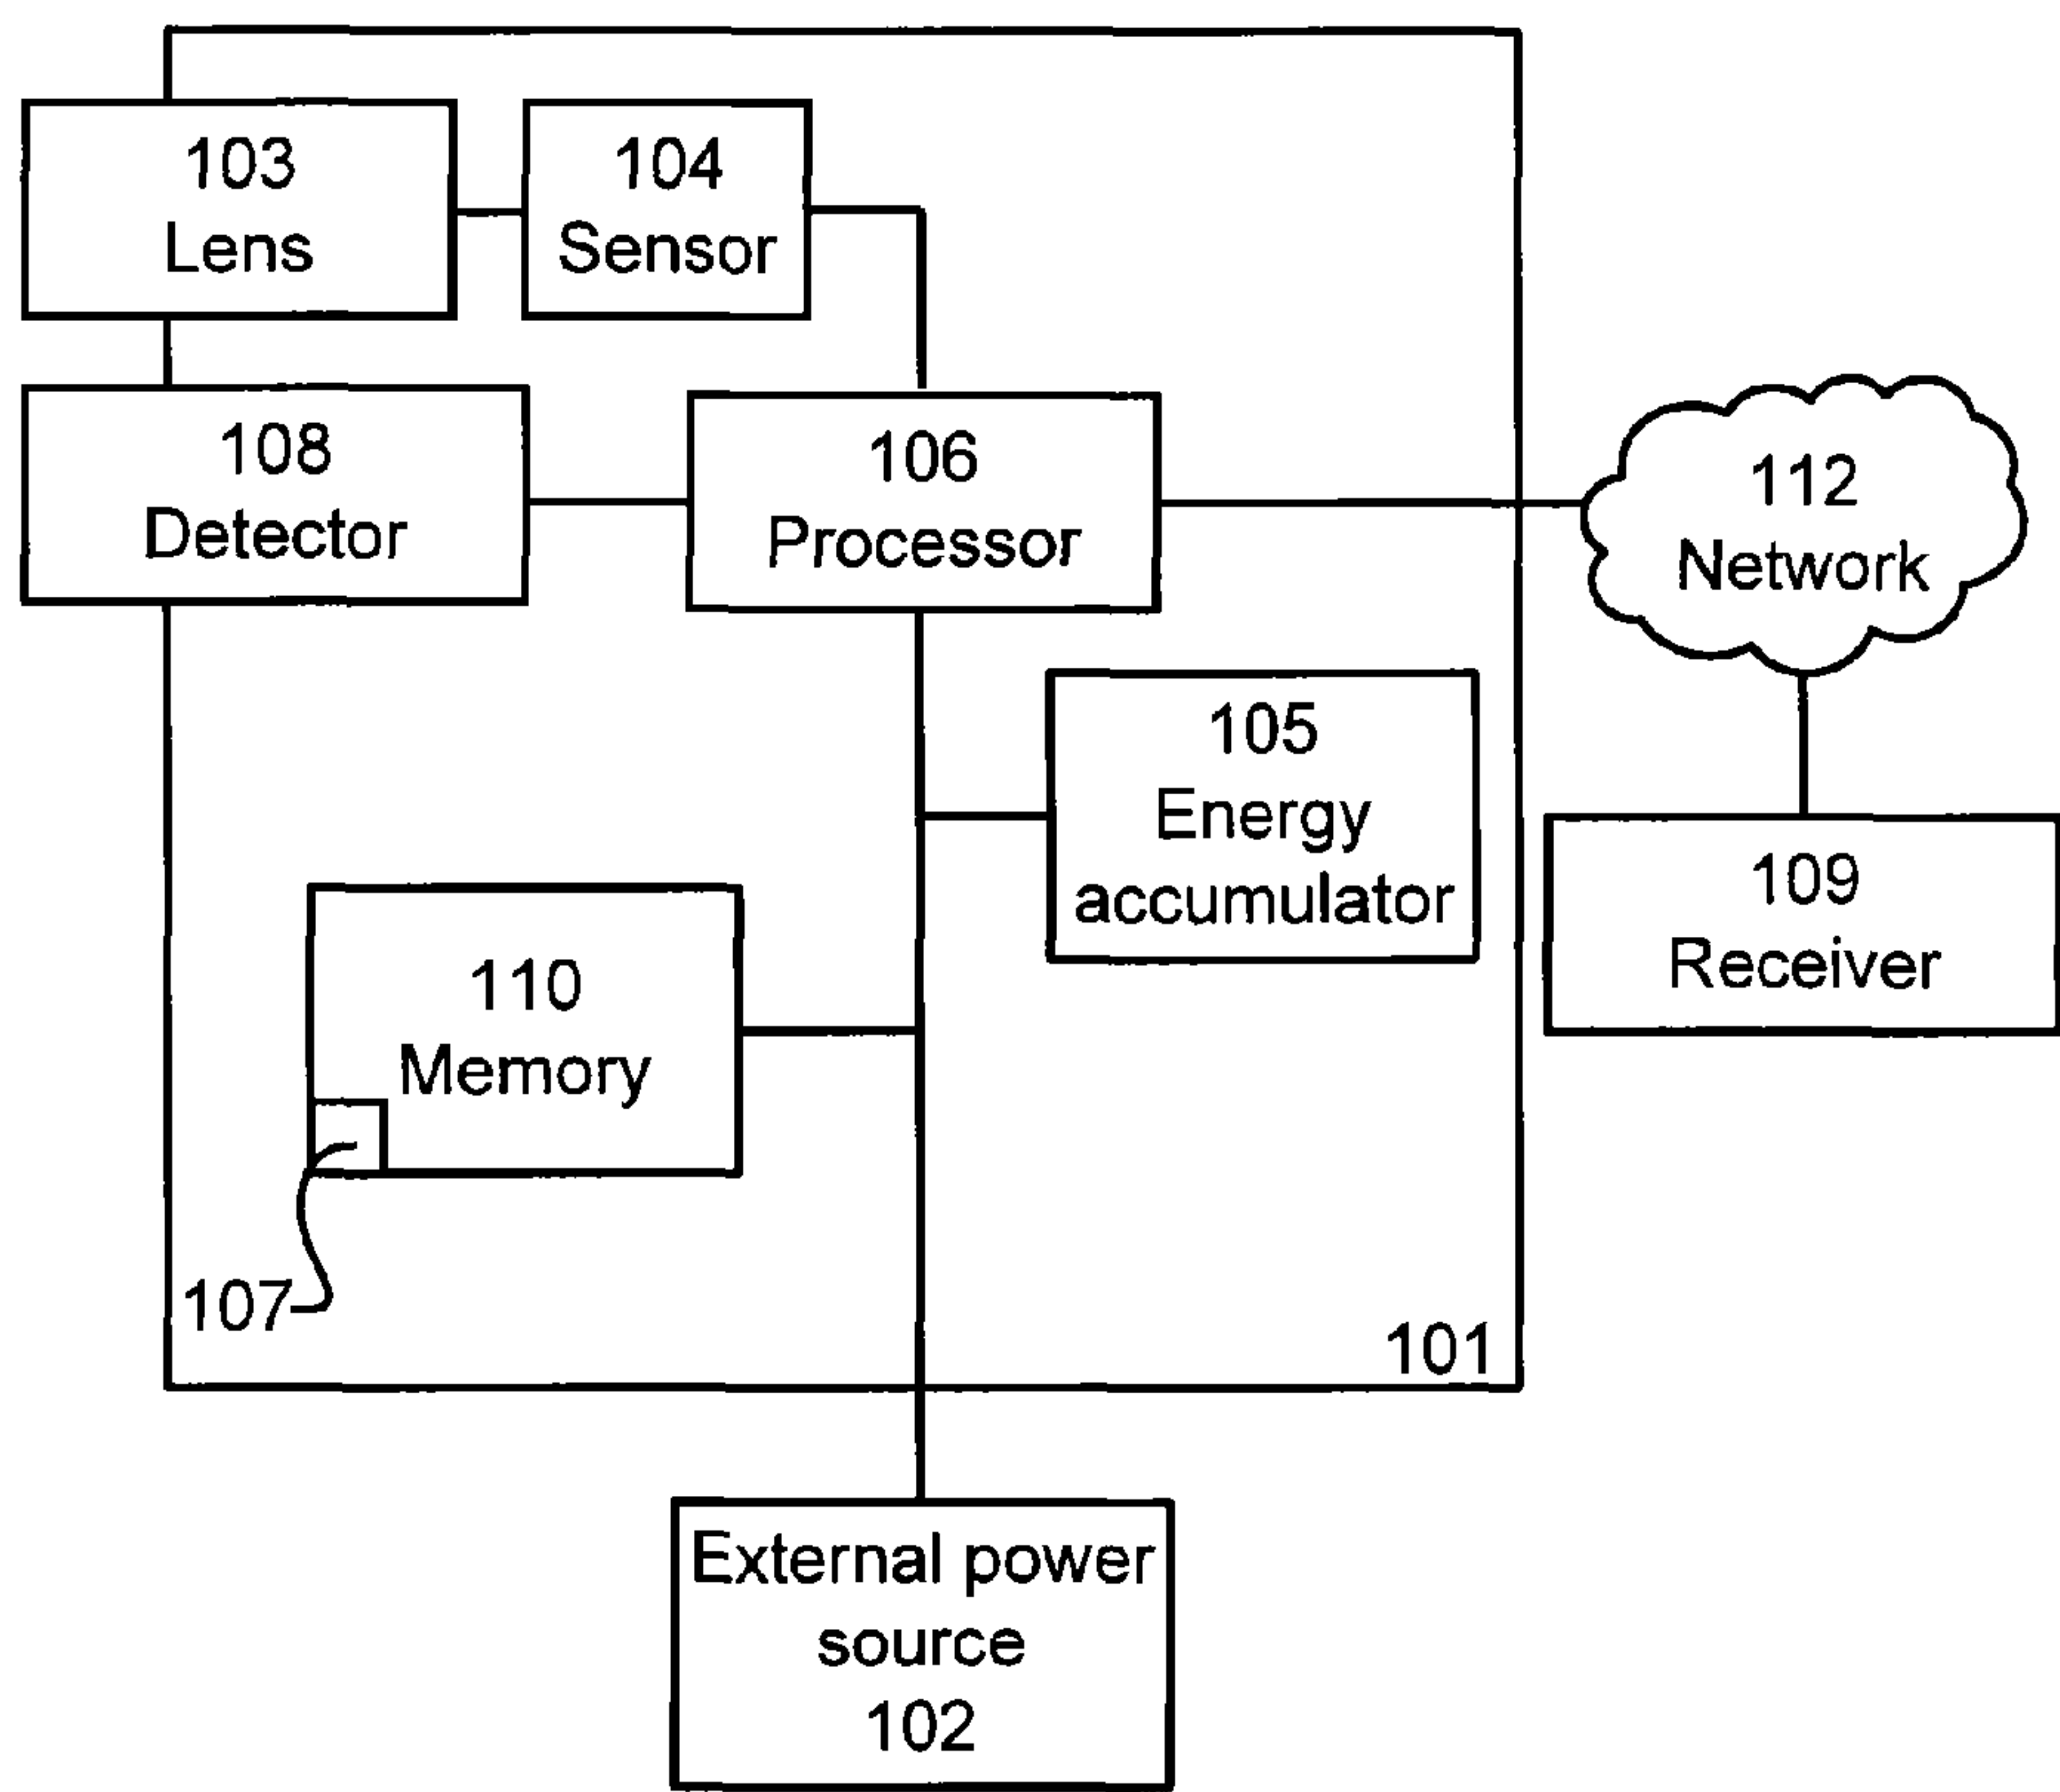 103
Lens
104
Sensor
108
Detector
106
Processor
112
Network
105
Energy
accumulator
109
Receiver
110
Memory
107
101
External power
source
102